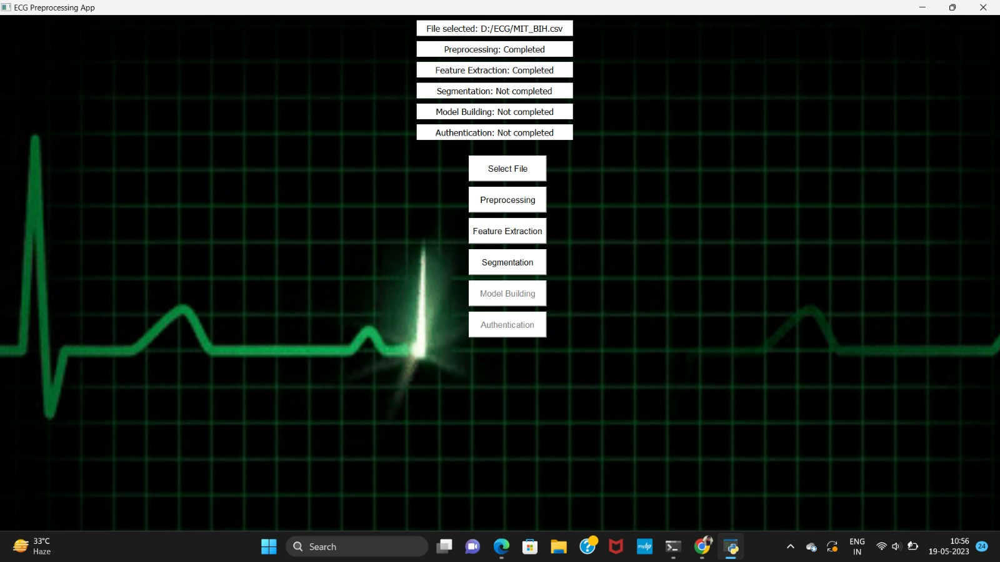 ECG Preprocessing App
File selected: D:/ECG/MIT_BIH.csv
Preprocessing: Completed
Feature Extraction: Completed
Segmentation: Not completed
Model Building: Not completed
Authentication: Not completed
Select File
Preprocessing
Feature Extraction
Segmentation
Model Building
Authentication
33°C
Haze
Search
myhp
ENG
IN
10:56
19-05-2023
24